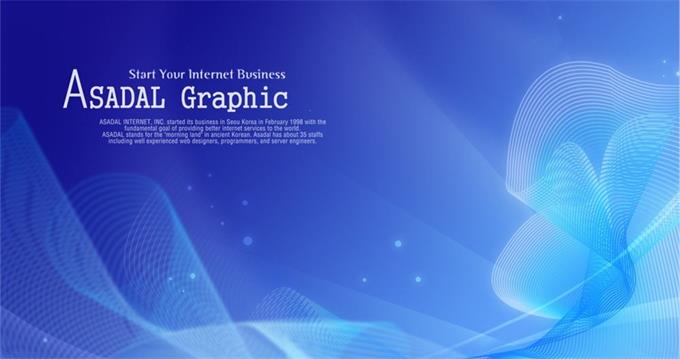 Start Your Internet Business
ASADAL Graphic
ASADAL INTERNET, INC. started its business in Seou Korea in February 1998 with the
fundamental goal of providing better internet services to the world.
ASADAL stands for the "morning land" in ancient Korean. Asadal has about 35 staffs
including well experienced web designers, programmers, and server engineers.